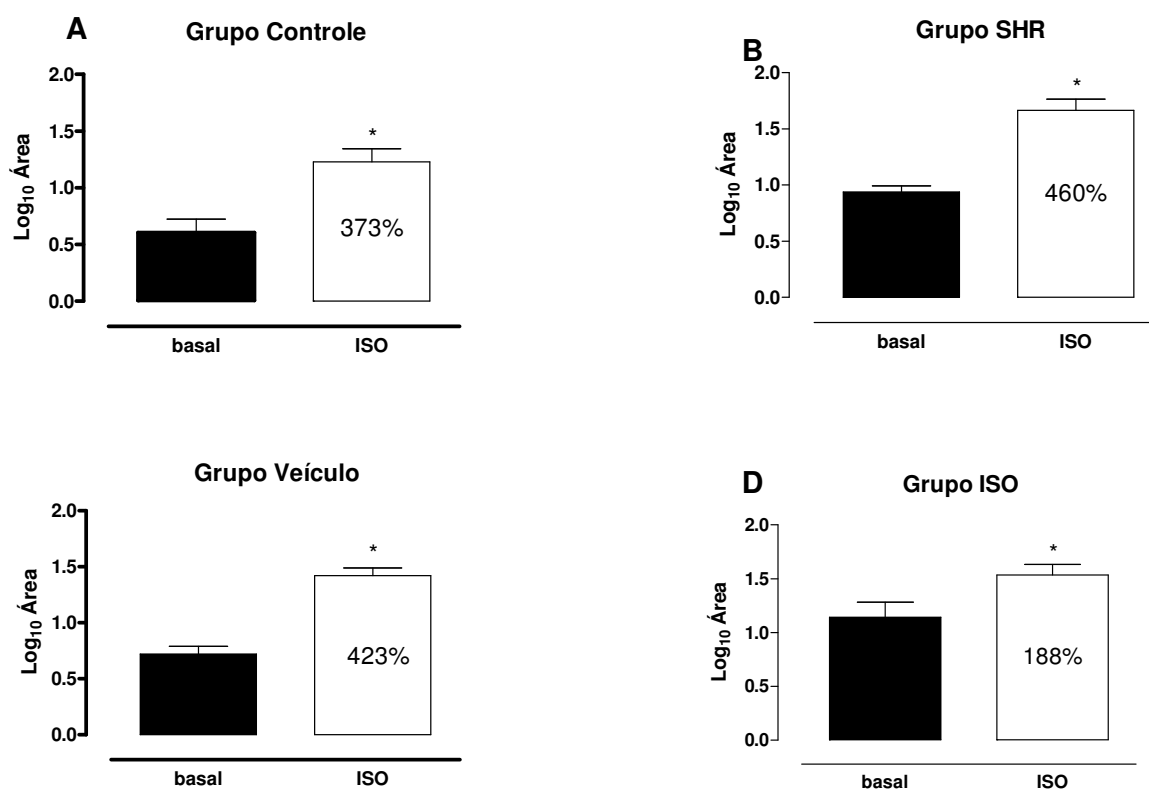 A
Grupo Controle
2.0
1.5
1.0
0.5
0.0
Log₁₀ Área
*
373%
basal
ISO
B
Grupo SHR
2.0
1.5
1.0
0.5
0.0
Log₁₀ Área
*
460%
basal
ISO
Grupo Veículo
2.0
1.5
1.0
0.5
0.0
Log₁₀ Área
*
423%
basal
ISO
D
Grupo ISO
2.0
1.5
1.0
0.5
0.0
Log₁₀ Área
*
188%
basal
ISO